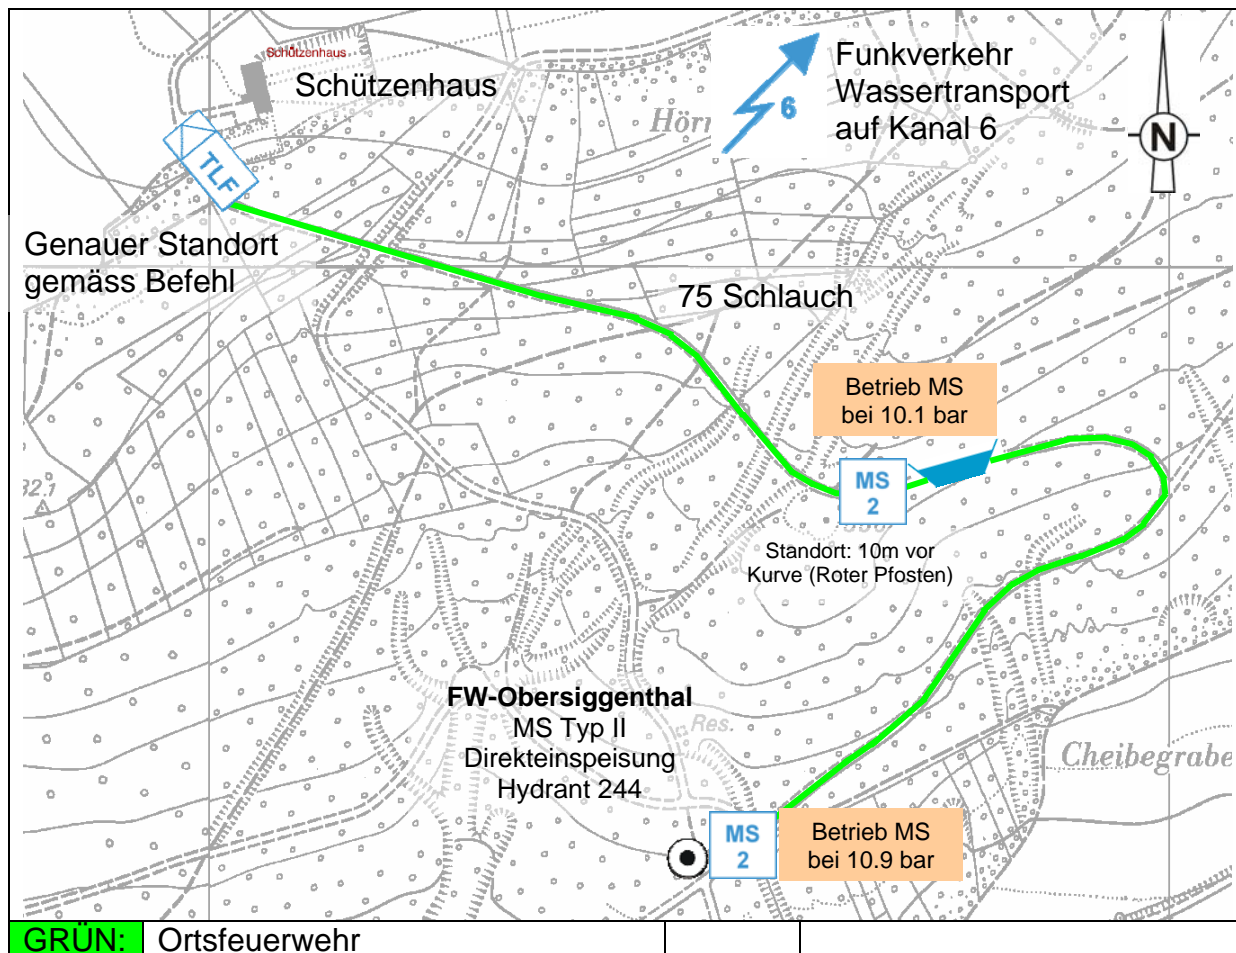 Schützenhaus
Schützenhaus
Funkverkehr
Wassertransport
auf Kanal 6
6
N
TLF
Genauer Standort
gemäss Befehl
75 Schlauch
Betrieb MS
bei 10.1 bar
MS
2
Standort: 10m vor
Kurve (Roter Pfosten)
FW-Obersiggenthal
MS Typ II
Direkteinspeisung
Hydrant 244
Res.
Cheibegrabe
MS
2
Betrieb MS
bei 10.9 bar
GRÜN: Ortsfeuerwehr